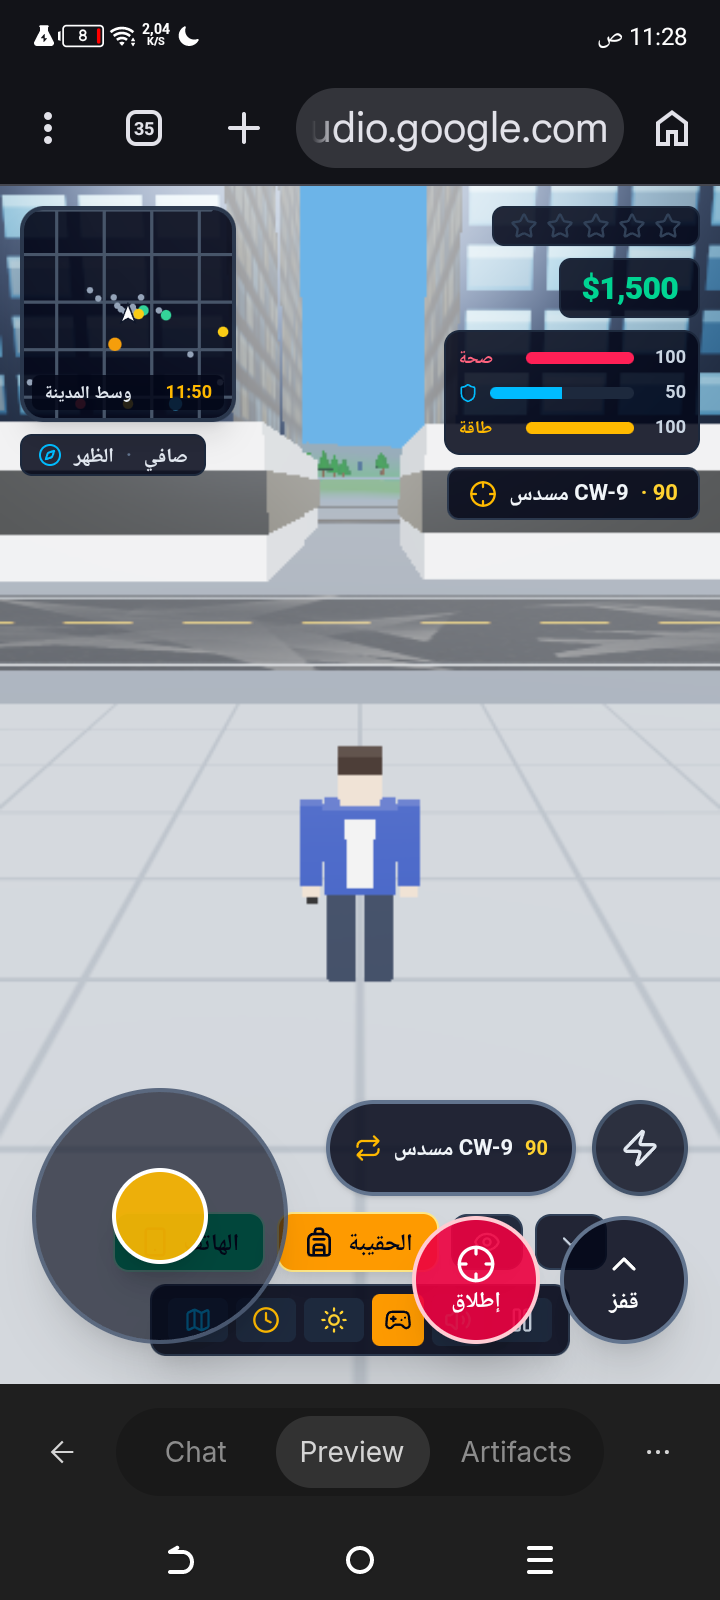 8
2,04
K/S
11:28 ص
35
udio.google.com
$1,500
صحة 100
50
طاقة 100
وسط المدينة 11:50
صافي · الظهر
مسدس CW-9 · 90
مسدس CW-9 90
الحقيبة
إطلاق
قفز
Chat
Preview
Artifacts